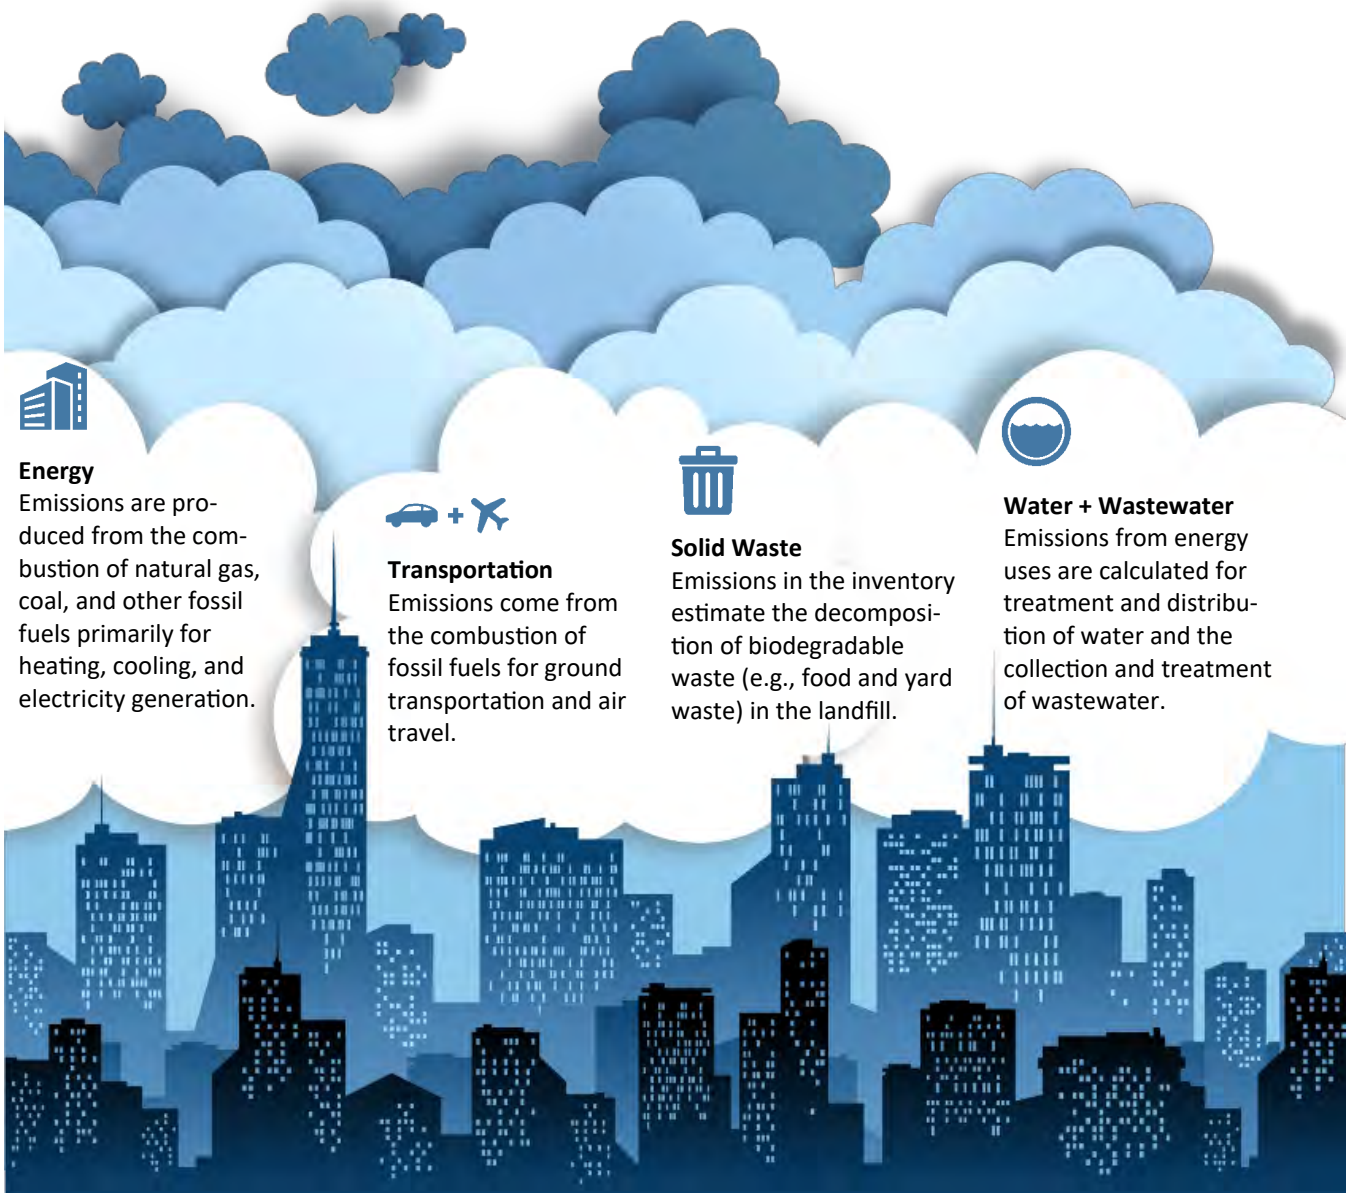 Energy
Emissions are pro-
duced from the com-
bustion of natural gas,
coal, and other fossil
fuels primarily for
heating, cooling, and
electricity generation.
+
Transportation
Emissions come from
the combustion of
fossil fuels for ground
transportation and air
travel.
Solid Waste
Emissions in the inventory
estimate the decomposi-
tion of biodegradable
waste (e.g., food and yard
waste) in the landfill.
Water + Wastewater
Emissions from energy
uses are calculated for
treatment and distribu-
tion of water and the
collection and treatment
of wastewater.